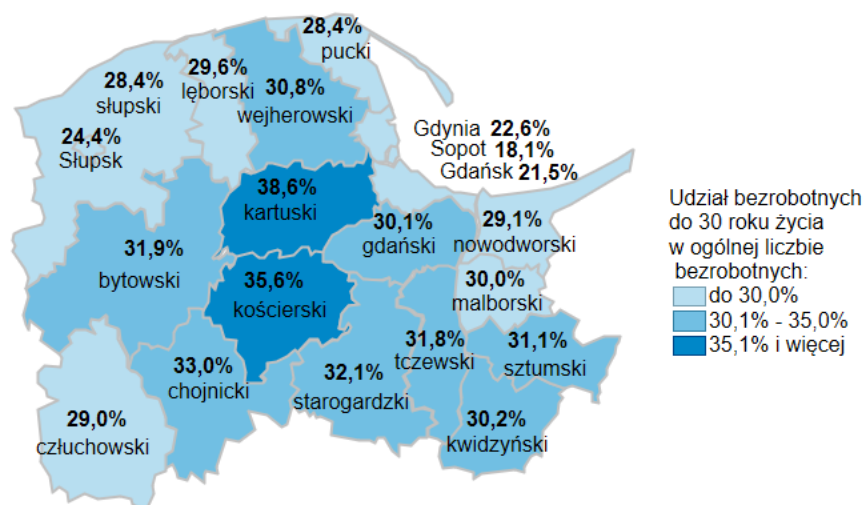 28,4%
pucki
28,4%
słupski
29,6%
lęborski
30,8%
wejherowski
24,4%
Słupsk
Gdynia 22,6%
Sopot 18,1%
Gdańsk 21,5%
38,6%
kartuski
30,1%
gdański
29,1%
nowodworski
31,9%
bytowski
35,6%
kościerski
30,0%
malborski
33,0%
chojnicki
32,1%
starogardzki
31,8%
tczewski
31,1%
sztumski
29,0%
człuchowski
30,2%
kwidzyński
Udział bezrobotnych
do 30 roku życia
w ogólnej liczbie
bezrobotnych:
do 30,0%
30,1% - 35,0%
35,1% i więcej